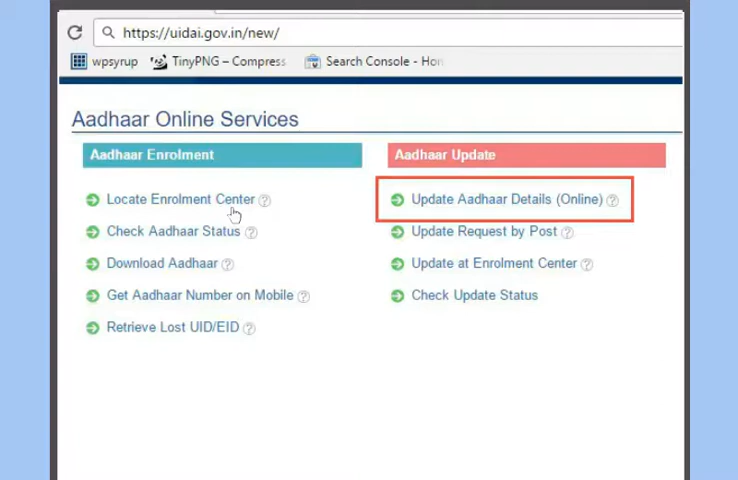 https://uidai.gov.in/new/
wpsyrup TinyPNG – Compress Search Console - Hon
Aadhaar Online Services
Aadhaar Enrolment
Locate Enrolment Center ?
Check Aadhaar Status ?
Download Aadhaar ?
Get Aadhaar Number on Mobile ?
Retrieve Lost UID/EID ?
Aadhaar Update
Update Aadhaar Details (Online) ?
Update Request by Post ?
Update at Enrolment Center ?
Check Update Status